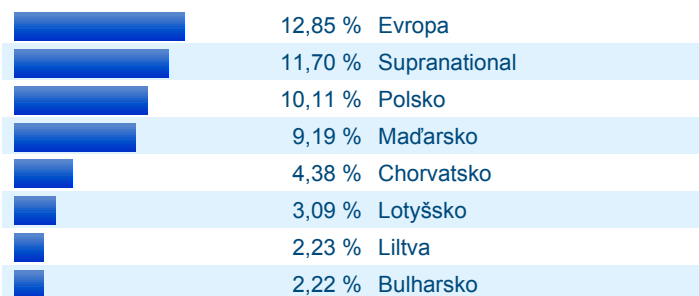 12,85 % Evropa
11,70 % Supranational
10,11 % Polsko
9,19 % Maďarsko
4,38 % Chorvatsko
3,09 % Lotyšsko
2,23 % Liltva
2,22 % Bulharsko